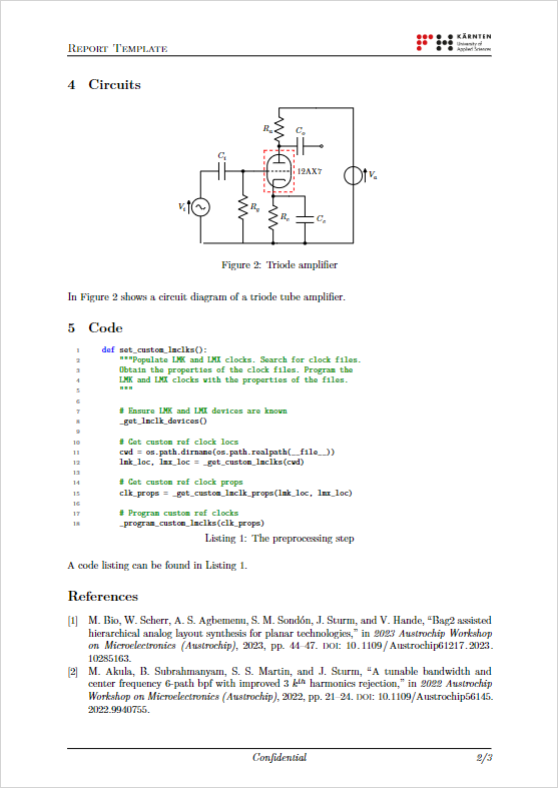 REPORT TEMPLATE
KÄRNTEN
University of
Applied Sciences
4 Circuits
Ra
Co
Ci
12AX7
Va
Vi
Rg
Rc
Cc
Figure 2: Triode amplifier
In Figure 2 shows a circuit diagram of a triode tube amplifier.
5 Code
1 def set_custom_lmclks():
2 """Populate LMK and LMX clocks. Search for clock files.
3 Obtain the properties of the clock files. Program the
4 LMK and LMX clocks with the properties of the files.
5 """
6
7 # Ensure LMK and LMX devices are known
8 _get_lmclk_devices()
9
10 # Get custom ref clock locs
11 cwd = os.path.dirname(os.path.realpath(__file__))
12 lmk_loc, lmx_loc = _get_custom_lmclks(cwd)
13
14 # Get custom ref clock props
15 clk_props = _get_custom_lmclk_props(lmk_loc, lmx_loc)
16
17 # Program custom ref clocks
18 _program_custom_lmclks(clk_props)
Listing 1: The preprocessing step
A code listing can be found in Listing 1.
References
[1] M. Bio, W. Scherr, A. S. Agbemenu, S. M. Sondón, J. Sturm, and V. Hande, “Bag2 assisted
hierarchical analog layout synthesis for planar technologies,” in 2023 Austrochip Workshop
on Microelectronics (Austrochip), 2023, pp. 44–47. DOI: 10.1109/Austrochip61217.2023.
10285163.
[2] M. Akula, B. Subrahmanyam, S. S. Martin, and J. Sturm, “A tunable bandwidth and
center frequency 6-path bpf with improved 3 kth harmonics rejection,” in 2022 Austrochip
Workshop on Microelectronics (Austrochip), 2022, pp. 21–24. DOI: 10.1109/Austrochip56145.
2022.9940755.
Confidential
2/3